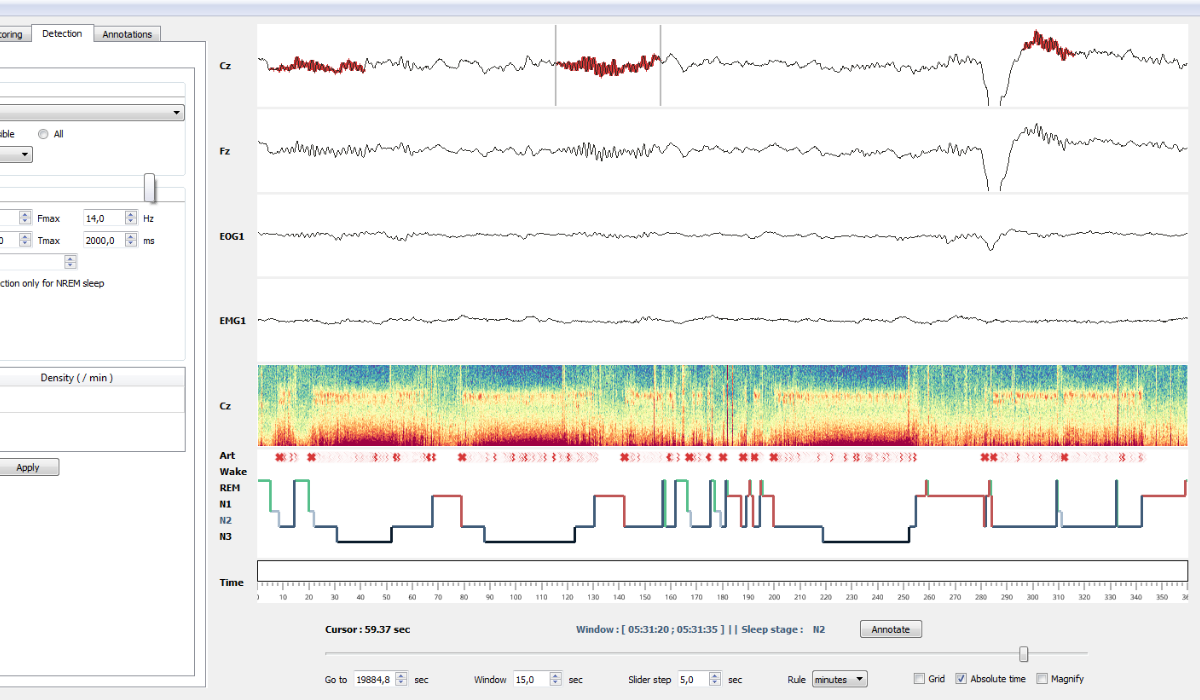 coring Detection Annotations
ible All
Fmax 14,0 Hz
0 Tmax 2000,0 ms
ction only for NREM sleep
Density ( / min )
Apply
Cz
Fz
EOG1
EMG1
Cz
Art
Wake
REM
N1
N2
N3
Time
10 20 30 40 50 60 70 80 90 100 110 120 130 140 150 160 170 180 190 200 210 220 230 240 250 260 270 280 290 300 310 320 330 340 350
Cursor : 59.37 sec
Window : [ 05:31:20 ; 05:31:35 ] || Sleep stage : N2
Annotate
Go to 19884,8 sec Window 15,0 sec Slider step 5,0 sec Rule minutes Grid Absolute time Magnify